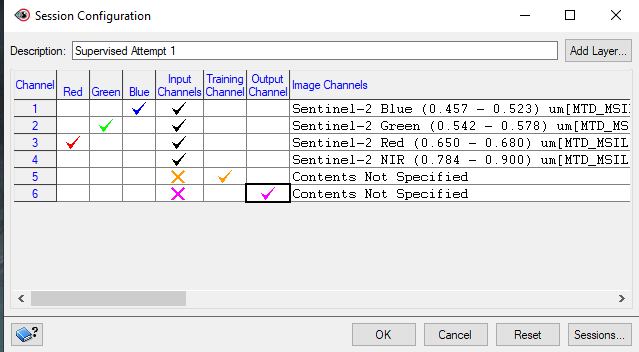 Session Configuration
Description: Supervised Attempt 1 Add Layer...
Channel Red Green Blue Input Channels Training Channel Output Channel Image Channels
1 Sentinel-2 Blue (0.457 - 0.523) um[MTD_MSIL
2 Sentinel-2 Green (0.542 - 0.578) um[MTD_MSI
3 Sentinel-2 Red (0.650 - 0.680) um[MTD_MSIL
4 Sentinel-2 NIR (0.784 - 0.900) um[MTD_MSIL
5 Contents Not Specified
6 Contents Not Specified
OK Cancel Reset Sessions...